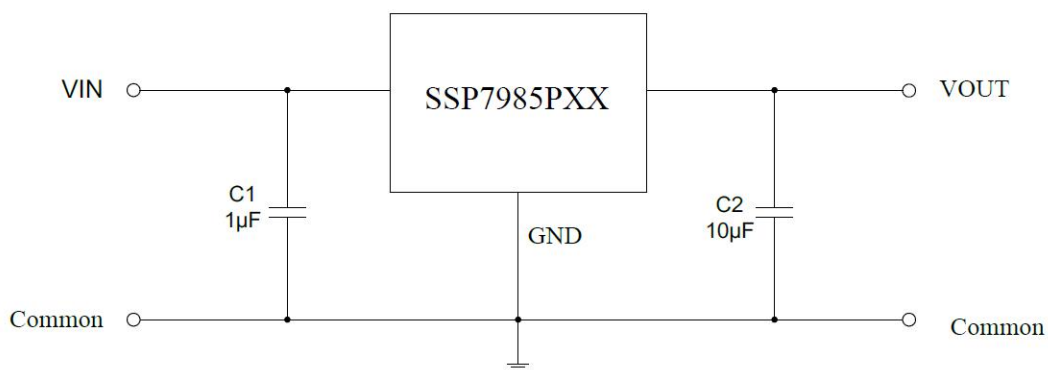 VIN
SSP7985PXX
VOUT
C1
1μF
C2
10μF
GND
Common
Common